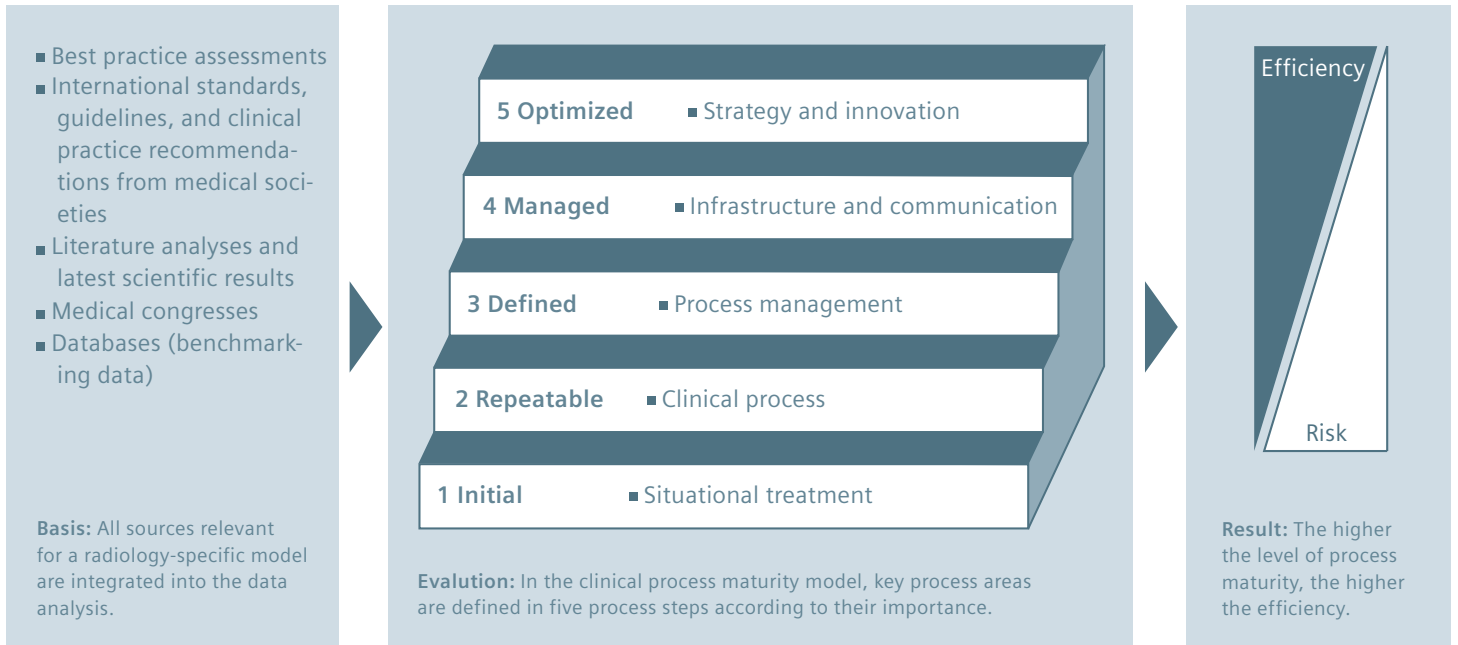 ▪ Best practice assessments
▪ International standards,
guidelines, and clinical
practice recommenda-
tions from medical soci-
eties
▪ Literature analyses and
latest scientific results
▪ Medical congresses
▪ Databases (benchmark-
ing data)
Basis: All sources relevant
for a radiology-specific model
are integrated into the data
analysis.
5 Optimized ▪ Strategy and innovation
4 Managed ▪ Infrastructure and communication
3 Defined ▪ Process management
2 Repeatable ▪ Clinical process
1 Initial ▪ Situational treatment
Evalution: In the clinical process maturity model, key process areas
are defined in five process steps according to their importance.
Efficiency
Risk
Result: The higher
the level of process
maturity, the higher
the efficiency.